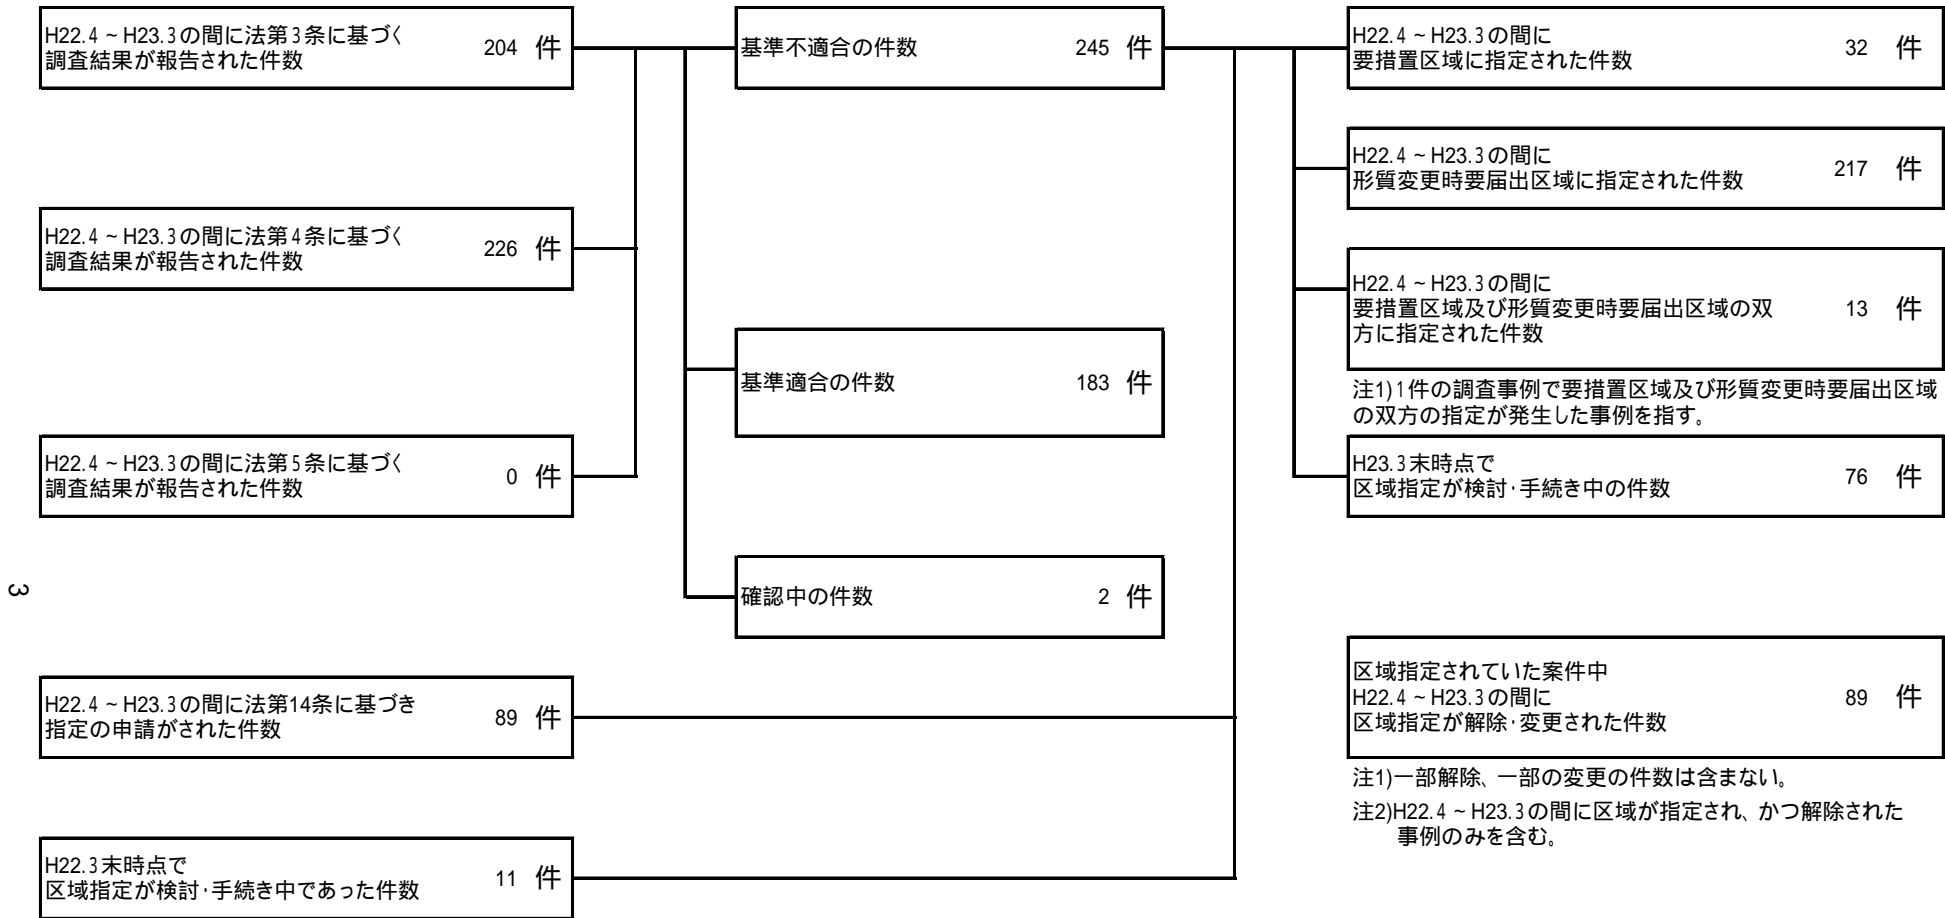 H22.4～H23.3の間に法第3条に基づく
調査結果が報告された件数 204 件
H22.4～H23.3の間に法第4条に基づく
調査結果が報告された件数 226 件
H22.4～H23.3の間に法第5条に基づく
調査結果が報告された件数 0 件
H22.4～H23.3の間に法第14条に基づき
指定の申請がされた件数 89 件
H22.3末時点で
区域指定が検討・手続き中であった件数 11 件
基準不適合の件数 245 件
基準適合の件数 183 件
確認中の件数 2 件
H22.4～H23.3の間に
要措置区域に指定された件数 32 件
H22.4～H23.3の間に
形質変更時要届出区域に指定された件数 217 件
H22.4～H23.3の間に
要措置区域及び形質変更時要届出区域の双 13 件
方に指定された件数
注1)1件の調査事例で要措置区域及び形質変更時要届出区域
の双方の指定が発生した事例を指す。
H23.3末時点で
区域指定が検討・手続き中の件数 76 件
区域指定されていた案件中
H22.4～H23.3の間に 89 件
区域指定が解除・変更された件数
注1)一部解除、一部の変更の件数は含まない。
注2)H22.4～H23.3の間に区域が指定され、かつ解除された
事例のみを含む。
3